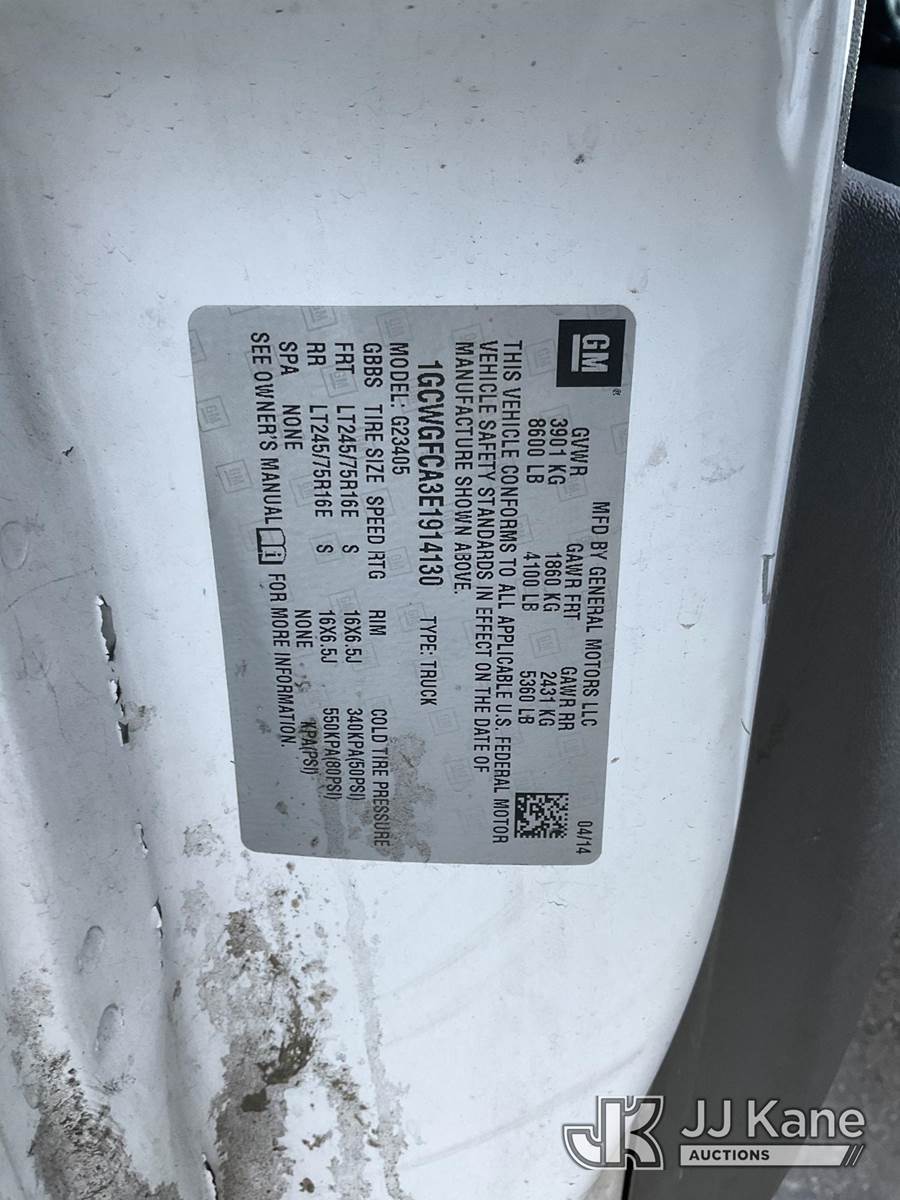 GM
MFD BY GENERAL MOTORS LLC 04/14
GVWR GAWR FRT GAWR RR
3901 KG 1860 KG 2431 KG
8600 LB 4100 LB 5360 LB
THIS VEHICLE CONFORMS TO ALL APPLICABLE U.S. FEDERAL MOTOR
VEHICLE SAFETY STANDARDS IN EFFECT ON THE DATE OF
MANUFACTURE SHOWN ABOVE.
1GCWGFCA3E1914130 TYPE: TRUCK
MODEL: G23405
GBBS TIRE SIZE SPEED RTG RIM COLD TIRE PRESSURE
FRT LT245/75R16E S 16X6.5J 340KPA(50PSI)
RR LT245/75R16E S 16X6.5J 550KPA(80PSI)
SPA NONE NONE KPA(PSI)
SEE OWNER'S MANUAL FOR MORE INFORMATION.
JK JJ Kane
AUCTIONS